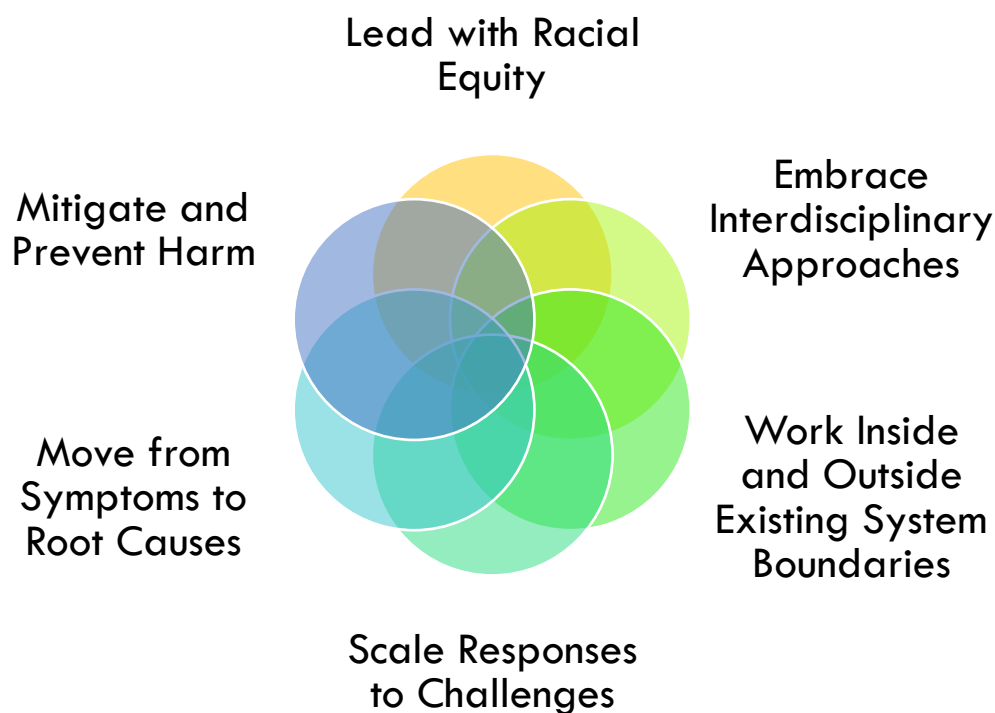 Lead with Racial
Equity
Embrace
Interdisciplinary
Approaches
Work Inside
and Outside
Existing System
Boundaries
Scale Responses
to Challenges
Move from
Symptoms to
Root Causes
Mitigate and
Prevent Harm